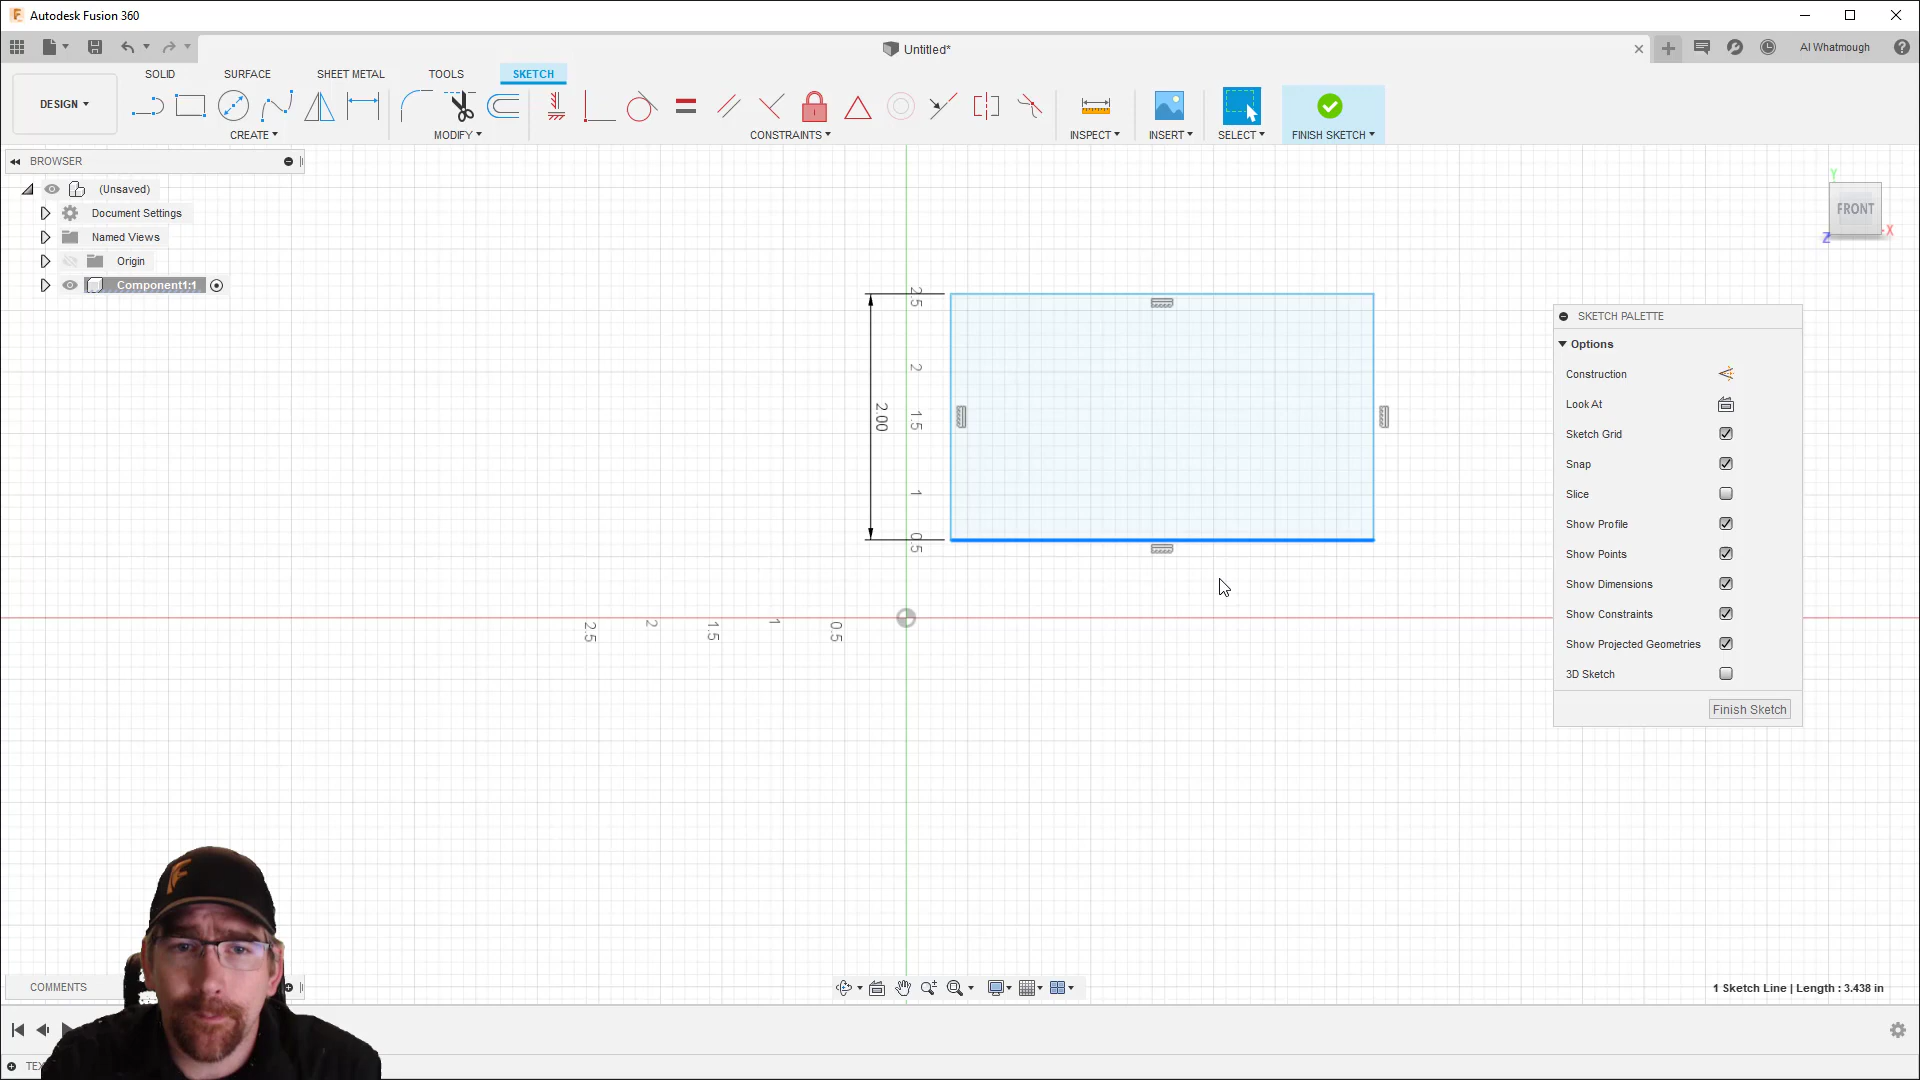 Autodesk Fusion 360
Untitled*
Al Whatmough
SOLID
SURFACE
SHEET METAL
TOOLS
SKETCH
DESIGN
CREATE
MODIFY
CONSTRAINTS
INSPECT
INSERT
SELECT
FINISH SKETCH
BROWSER
(Unsaved)
Document Settings
Named Views
Origin
Component1:1
Y
FRONT
X
Z
2.5
2
1.5
1
0.5
2.00
2.5
2
1.5
1
0.5
SKETCH PALETTE
Options
Construction
Look At
Sketch Grid
Snap
Slice
Show Profile
Show Points
Show Dimensions
Show Constraints
Show Projected Geometries
3D Sketch
Finish Sketch
COMMENTS
1 Sketch Line | Length : 3.438 in